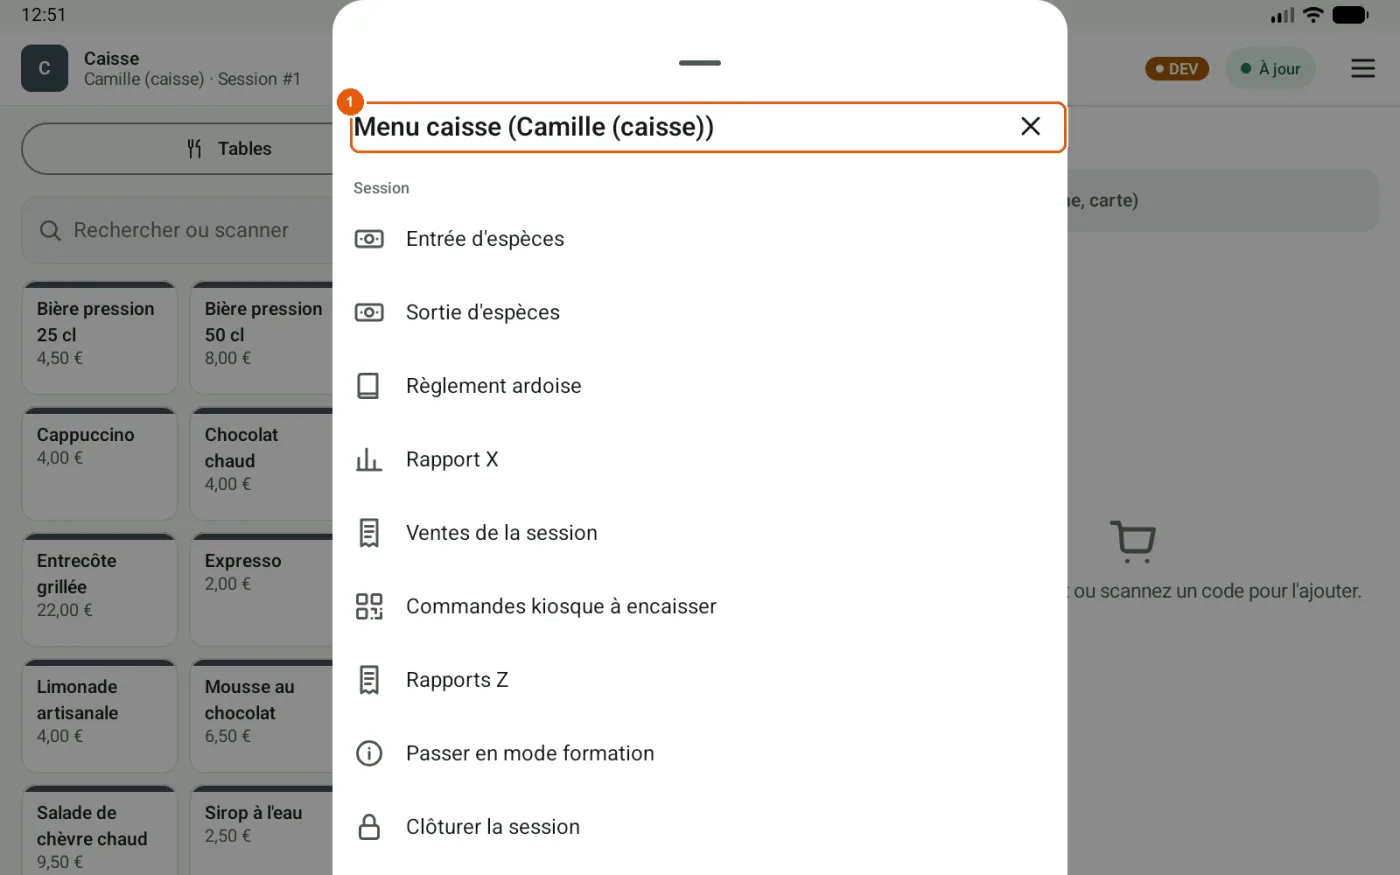 12:51
C
Caisse
Camille (caisse) · Session #1
DEV
À jour
Tables
Rechercher ou scanner
Bière pression
25 cl
4,50 €
Bière pression
50 cl
8,00 €
Cappuccino
4,00 €
Chocolat
chaud
4,00 €
Entrecôte
grillée
22,00 €
Expresso
2,00 €
Limonade
artisanale
4,00 €
Mousse au
chocolat
6,50 €
Salade de
chèvre chaud
9,50 €
Sirop à l'eau
2,50 €
1
Menu caisse (Camille (caisse))
Session
Entrée d'espèces
Sortie d'espèces
Règlement ardoise
Rapport X
Ventes de la session
Commandes kiosque à encaisser
Rapports Z
Passer en mode formation
Clôturer la session
carte)
ou scannez un code pour l'ajouter.